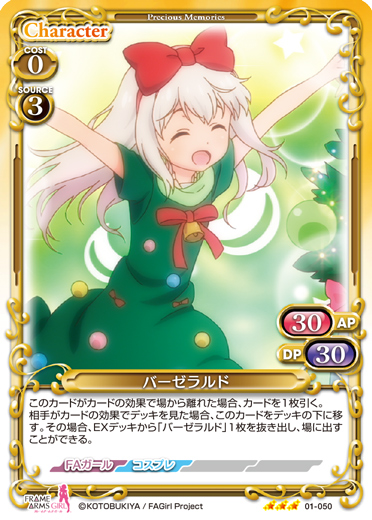 Precious Memories
Character
COST
0
SOURCE
3
30 AP
DP 30
バーゼラルド
このカードがカードの効果で場から離れた場合、カードを1枚引く。
相手がカードの効果でデッキを見た場合、このカードをデッキの下に移
す。その場合、EXデッキから「バーゼラルド」1枚を抜き出し、場に出す
ことができる。
FAガール コスプレ
FRAME ARMS GIRL
©KOTOBUKIYA / FAGirl Project
01-050